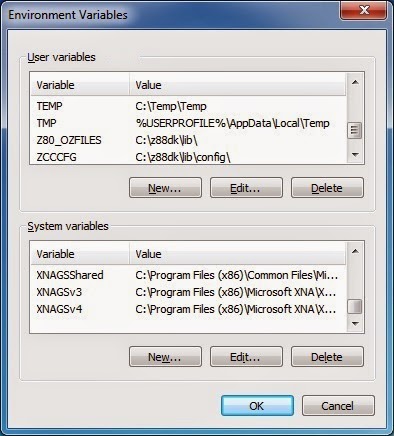 Environment Variables
User variables
Variable Value
TEMP C:\Temp\Temp
TMP %USERPROFILE%\AppData\Local\Temp
Z80_OZFILES C:\z88dk\lib\
ZCCCFG C:\z88dk\lib\config\
New... Edit... Delete
System variables
Variable Value
XNAGSShared C:\Program Files (x86)\Common Files\Mi...
XNAGSv3 C:\Program Files (x86)\Microsoft XNA\X...
XNAGSv4 C:\Program Files (x86)\Microsoft XNA\X...
New... Edit... Delete
OK Cancel